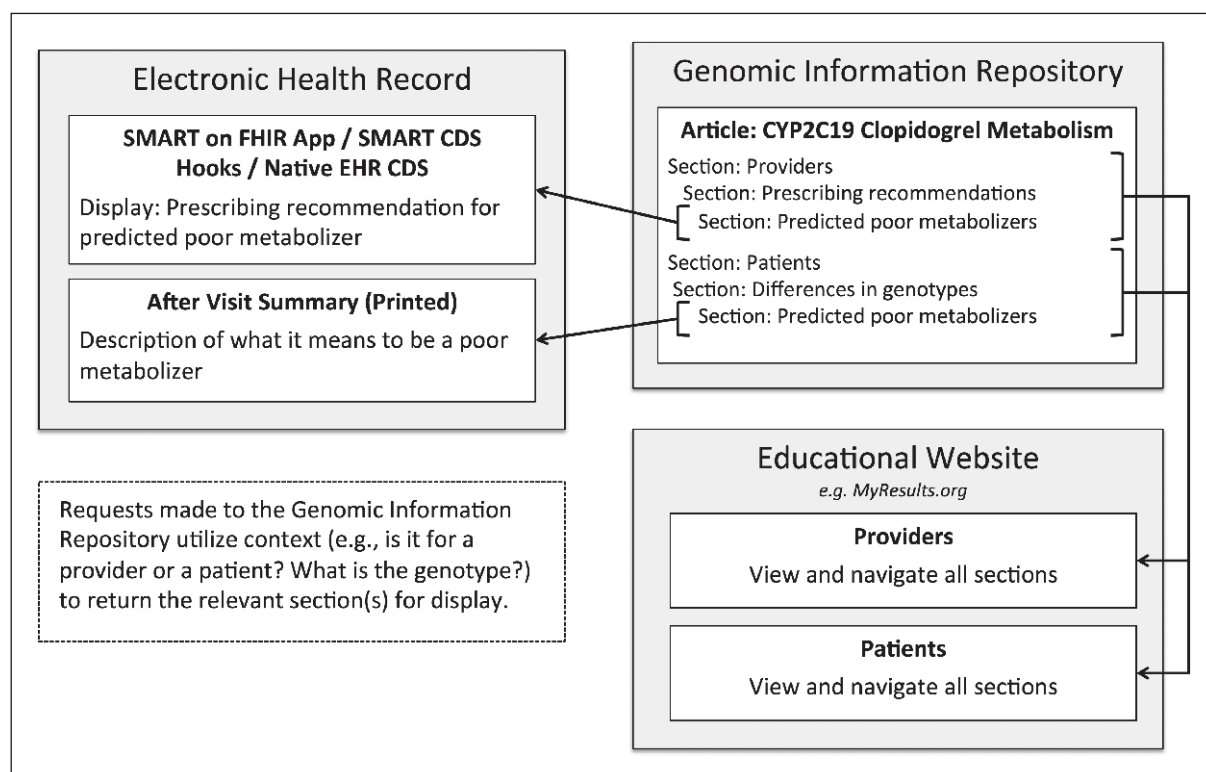 Electronic Health Record
SMART on FHIR App / SMART CDS
Hooks / Native EHR CDS
Display: Prescribing recommendation for
predicted poor metabolizer
After Visit Summary (Printed)
Description of what it means to be a poor
metabolizer
Requests made to the Genomic Information
Repository utilize context (e.g., is it for a
provider or a patient? What is the genotype?)
to return the relevant section(s) for display.
Genomic Information Repository
Article: CYP2C19 Clopidogrel Metabolism
Section: Providers
Section: Prescribing recommendations
Section: Predicted poor metabolizers
Section: Patients
Section: Differences in genotypes
Section: Predicted poor metabolizers
Educational Website
e.g. MyResults.org
Providers
View and navigate all sections
Patients
View and navigate all sections